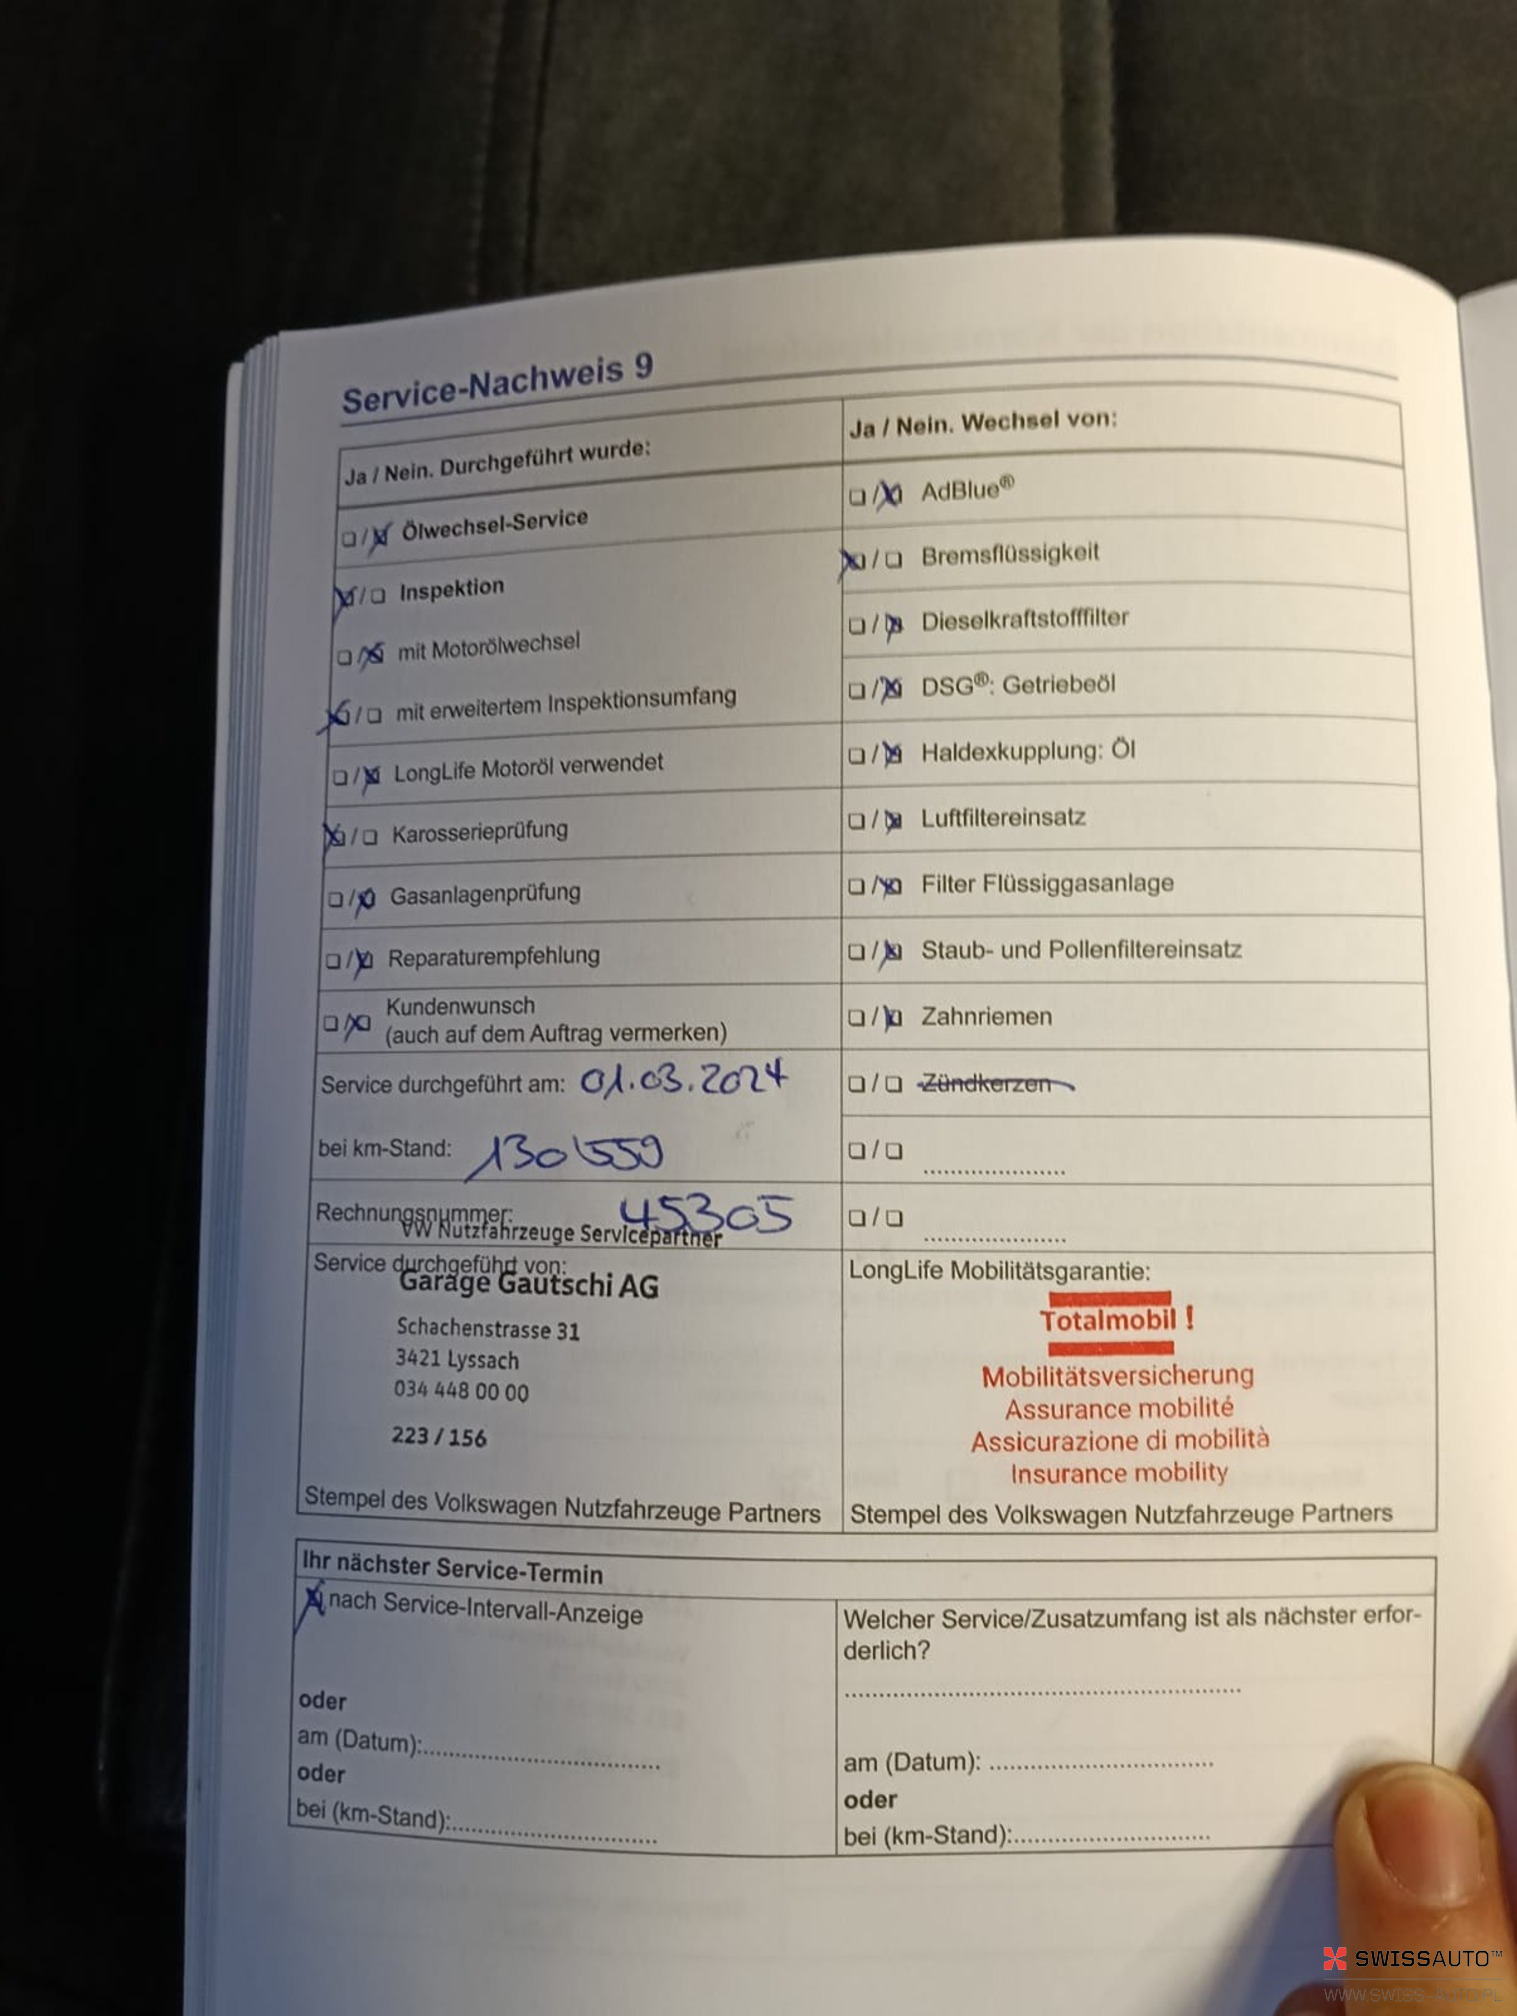 Service-Nachweis 9
Ja / Nein. Durchgeführt wurde:
Ölwechsel-Service
Inspektion
mit Motorölwechsel
mit erweitertem Inspektionsumfang
LongLife Motoröl verwendet
Karosserieprüfung
Gasanlagenprüfung
Reparaturempfehlung
Kundenwunsch
(auch auf dem Auftrag vermerken)
Service durchgeführt am: 01.03.2024
bei km-Stand: 130559
Rechnungsnummer: 45305
VW Nutzfahrzeuge Servicepartner
Service durchgeführt von:
Garage Gautschi AG
Schachenstrasse 31
3421 Lyssach
034 448 00 00
223 / 156
Stempel des Volkswagen Nutzfahrzeuge Partners
Ja / Nein. Wechsel von:
AdBlue®
Bremsflüssigkeit
Dieselkraftstofffilter
DSG®: Getriebeöl
Haldexkupplung: Öl
Luftfiltereinsatz
Filter Flüssiggasanlage
Staub- und Pollenfiltereinsatz
Zahnriemen
Zündkerzen
LongLife Mobilitätsgarantie:
Totalmobil !
Mobilitätsversicherung
Assurance mobilité
Assicurazione di mobilità
Insurance mobility
Stempel des Volkswagen Nutzfahrzeuge Partners
Ihr nächster Service-Termin
nach Service-Intervall-Anzeige
oder
am (Datum):
oder
bei (km-Stand):
Welcher Service/Zusatzumfang ist als nächster erfor-
derlich?
am (Datum):
oder
bei (km-Stand):
SWISSAUTO™
WWW.SWISS-AUTO.PL